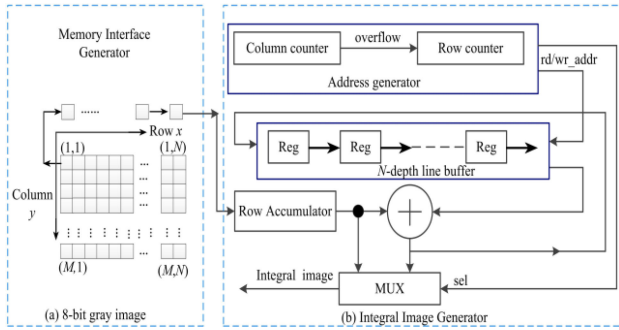 Memory Interface
Generator
......
Row x
(1,1)
(1,N)
...
...
...
...
Column
y
...
(M,1)
(M,N)
(a) 8-bit gray image
Column counter
overflow
Row counter
rd/wr_addr
Address generator
Reg
Reg
Reg
N-depth line buffer
Row Accumulator
+
Integral image
MUX
sel
(b) Integral Image Generator